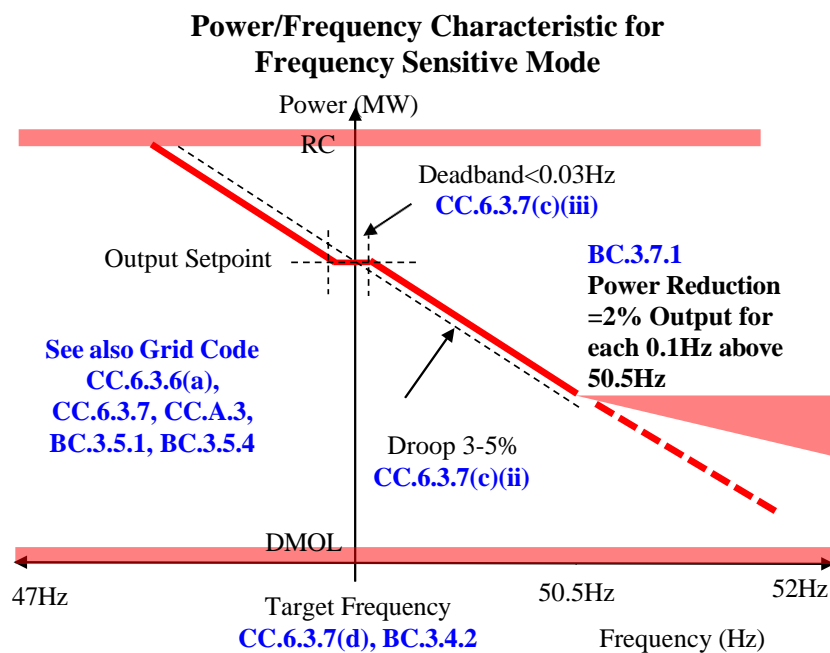 Power/Frequency Characteristic for
Frequency Sensitive Mode
Power (MW)
RC
Deadband<0.03Hz
CC.6.3.7(c)(iii)
Output Setpoint
BC.3.7.1
Power Reduction
=2% Output for
each 0.1Hz above
50.5Hz
See also Grid Code
CC.6.3.6(a),
CC.6.3.7, CC.A.3,
BC.3.5.1, BC.3.5.4
Droop 3-5%
CC.6.3.7(c)(ii)
DMOL
47Hz
50.5Hz
52Hz
Target Frequency
CC.6.3.7(d), BC.3.4.2
Frequency (Hz)